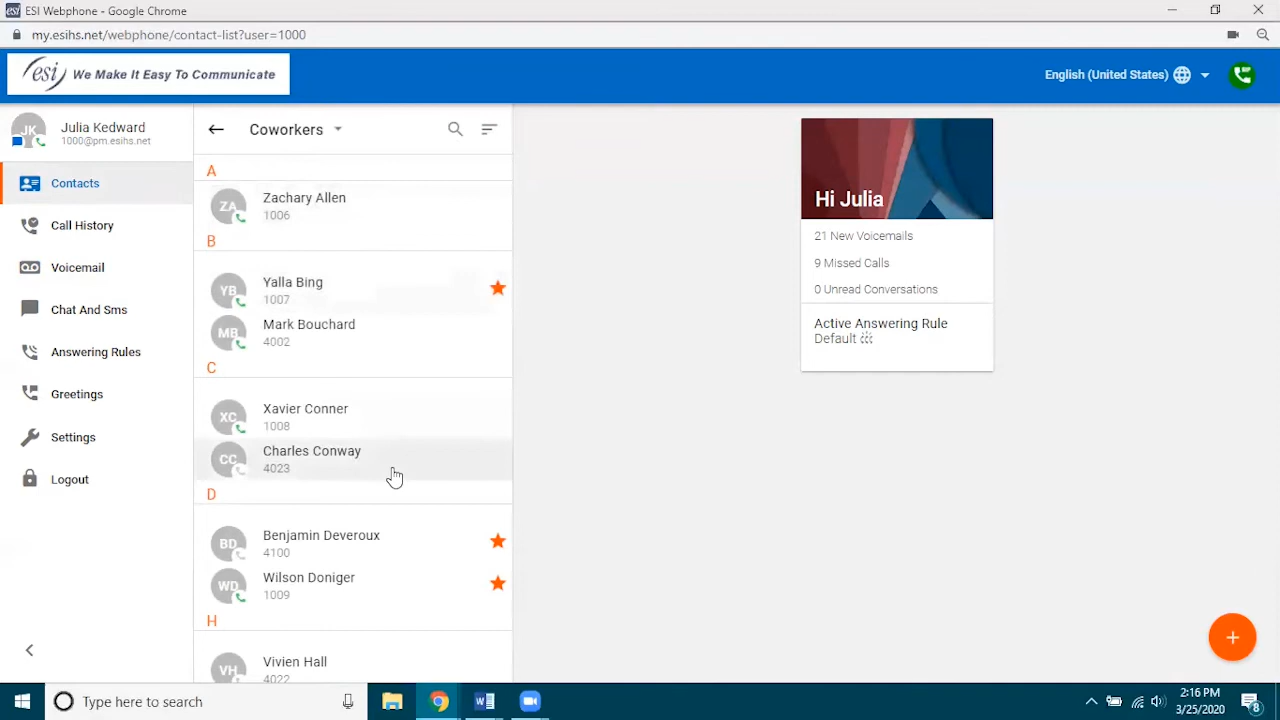 ESI Webphone - Google Chrome
my.esihs.net/webphone/contact-list?user=1000
esi We Make It Easy To Communicate
English (United States)
JK
Julia Kedward
1000@pm.esihs.net
Contacts
Call History
Voicemail
Chat And Sms
Answering Rules
Greetings
Settings
Logout
Coworkers
A
ZA
Zachary Allen
1006
B
YB
Yalla Bing
1007
MB
Mark Bouchard
4002
C
XC
Xavier Conner
1008
CC
Charles Conway
4023
D
BD
Benjamin Deveroux
4100
WD
Wilson Doniger
1009
H
VH
Vivien Hall
4022
Hi Julia
21 New Voicemails
9 Missed Calls
0 Unread Conversations
Active Answering Rule
Default
Type here to search
2:16 PM
3/25/2020
8